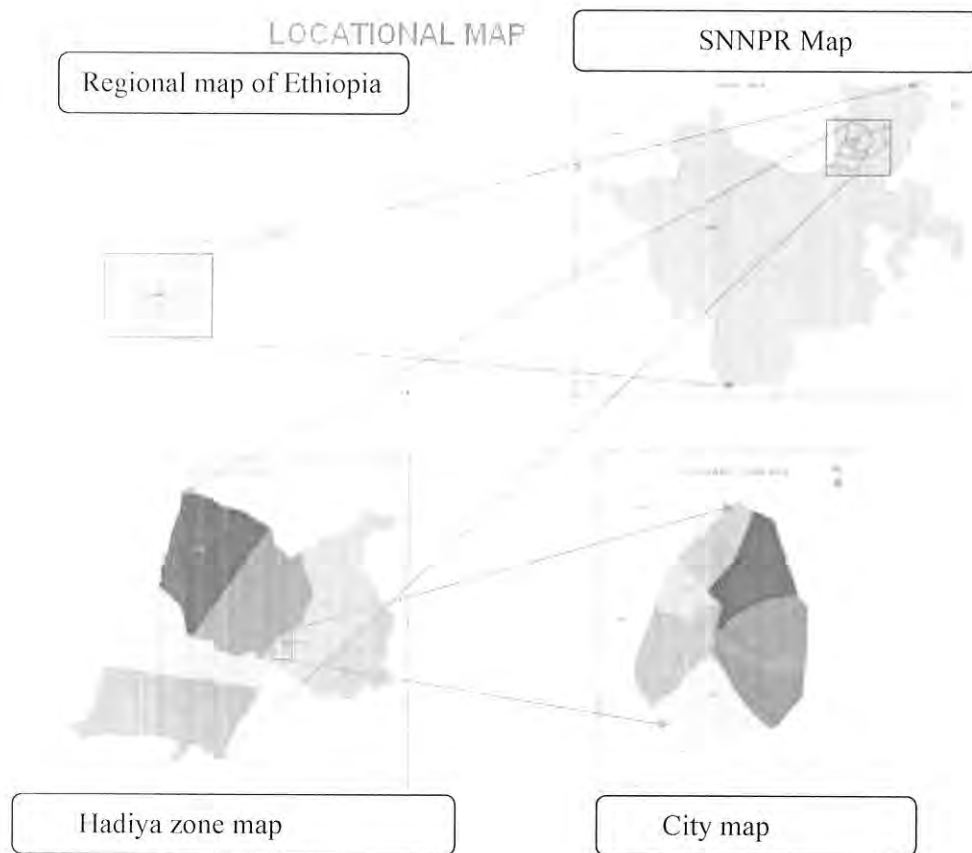 LOCATIONAL MAP
SNNPR Map
Regional map of Ethiopia
Hadiya zone map
City map